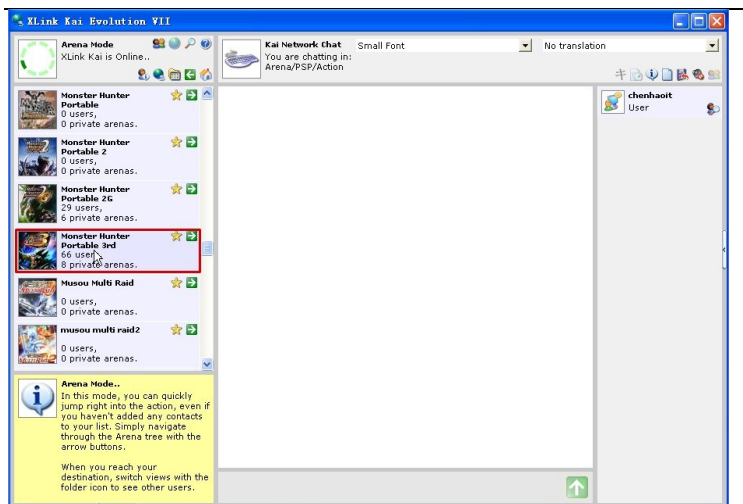 XLink Kai Evolution VII
Arena Mode
XLink Kai is Online..
Kai Network Chat
You are chatting in:
Arena/PSP/Action
Small Font
No translation
Monster Hunter
Portable
0 users,
0 private arenas.
Monster Hunter
Portable 2
0 users,
0 private arenas.
Monster Hunter
Portable 2G
29 users,
6 private arenas.
Monster Hunter
Portable 3rd
66 users
8 private arenas.
Musou Multi Raid
0 users,
0 private arenas.
musou multi raid2
0 users,
0 private arenas.
chenhaoit
User
Arena Mode..
In this mode, you can quickly
jump right into the action, even if
you haven't added any contacts
to your list. Simply navigate
through the Arena tree with the
arrow buttons.
When you reach your
destination, switch views with the
folder icon to see other users.